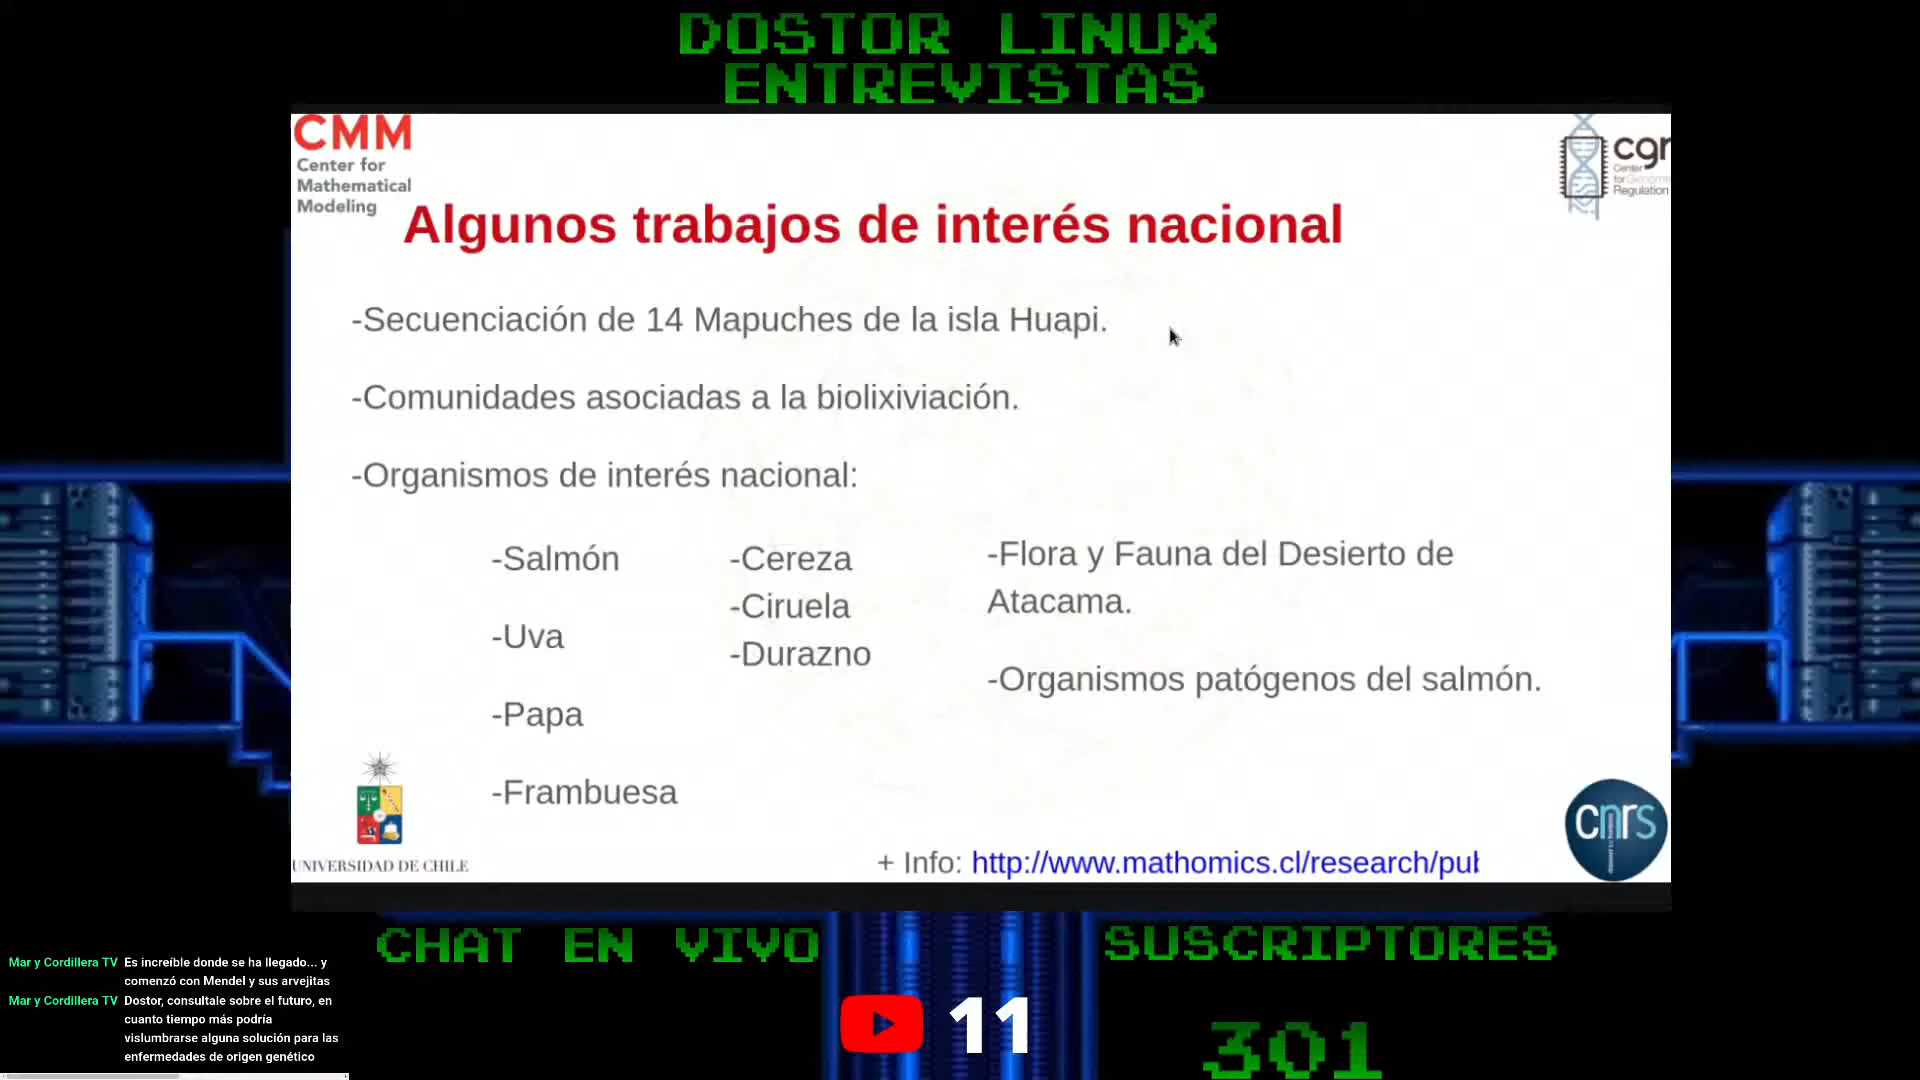 DOSTOR LINUX
ENTREVISTAS
CMM
Center for
Mathematical
Modeling
cgr
Center
for Genome
Regulation
Algunos trabajos de interés nacional
-Secuenciación de 14 Mapuches de la isla Huapi.
-Comunidades asociadas a la biolixiviación.
-Organismos de interés nacional:
-Salmón
-Uva
-Papa
-Frambuesa
-Cereza
-Ciruela
-Durazno
-Flora y Fauna del Desierto de
Atacama.
-Organismos patógenos del salmón.
UNIVERSIDAD DE CHILE
+ Info: http://www.mathomics.cl/research/pub
cnrs
CHAT EN VIVO
SUSCRIPTORES
Mar y Cordillera TV Es increíble donde se ha llegado... y
comenzó con Mendel y sus arvejitas
Mar y Cordillera TV Dostor, consultale sobre el futuro, en
cuanto tiempo más podría
vislumbrarse alguna solución para las
enfermedades de origen genético
11
301